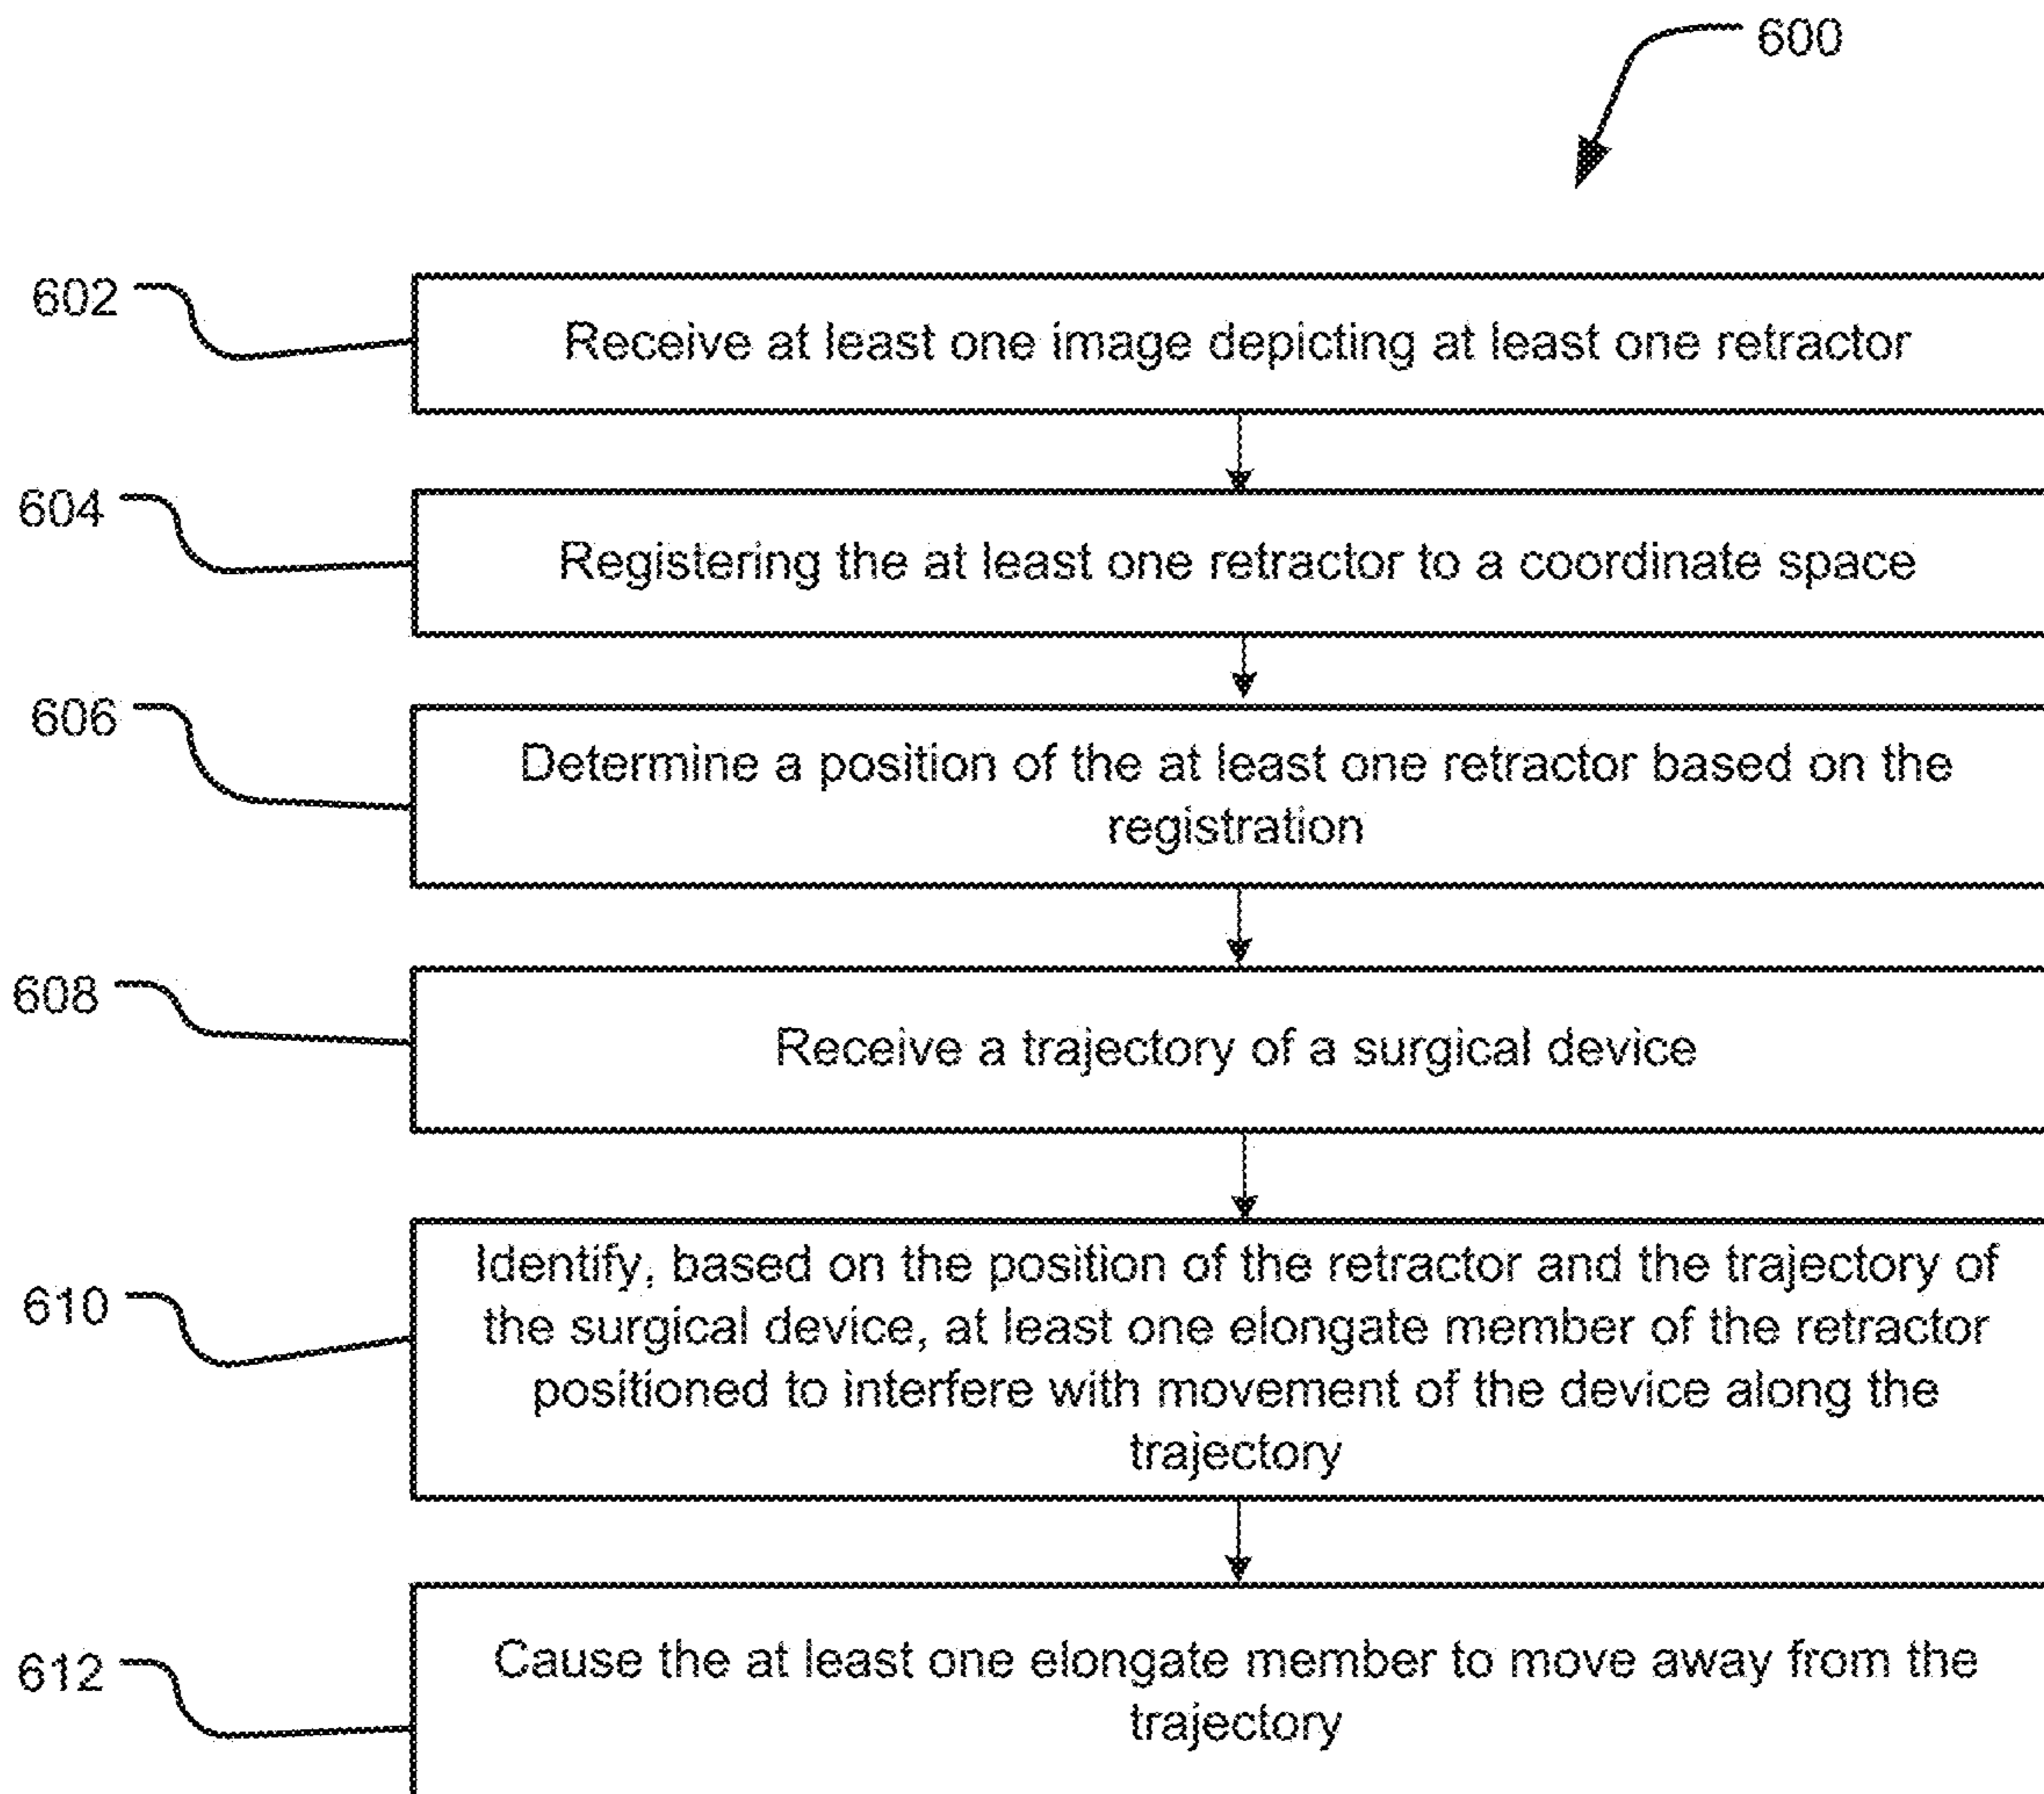 600
602
Receive at least one image depicting at least one retractor
604
Registering the at least one retractor to a coordinate space
606
Determine a position of the at least one retractor based on the
registration
608
Receive a trajectory of a surgical device
610
Identify, based on the position of the retractor and the trajectory of
the surgical device, at least one elongate member of the retractor
positioned to interfere with movement of the device along the
trajectory
612
Cause the at least one elongate member to move away from the
trajectory